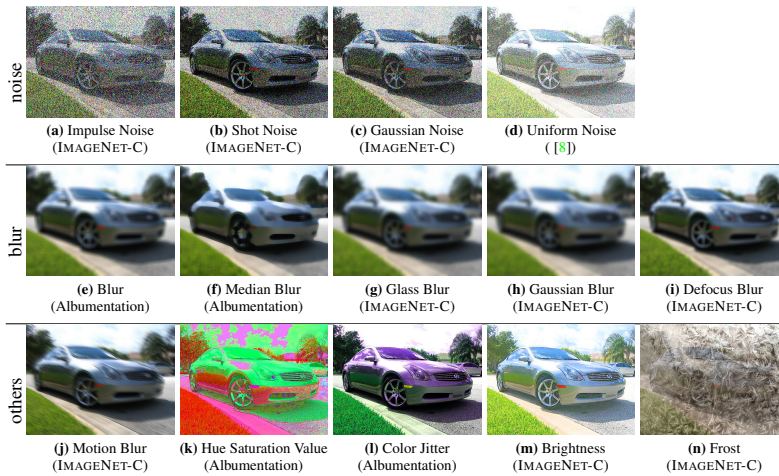 noise
(a) Impulse Noise
(IMAGENET-C)
(b) Shot Noise
(IMAGENET-C)
(c) Gaussian Noise
(IMAGENET-C)
(d) Uniform Noise
( [8])
blur
(e) Blur
(Albumentation)
(f) Median Blur
(Albumentation)
(g) Glass Blur
(IMAGENET-C)
(h) Gaussian Blur
(IMAGENET-C)
(i) Defocus Blur
(IMAGENET-C)
others
(j) Motion Blur
(IMAGENET-C)
(k) Hue Saturation Value
(Albumentation)
(l) Color Jitter
(Albumentation)
(m) Brightness
(IMAGENET-C)
(n) Frost
(IMAGENET-C)